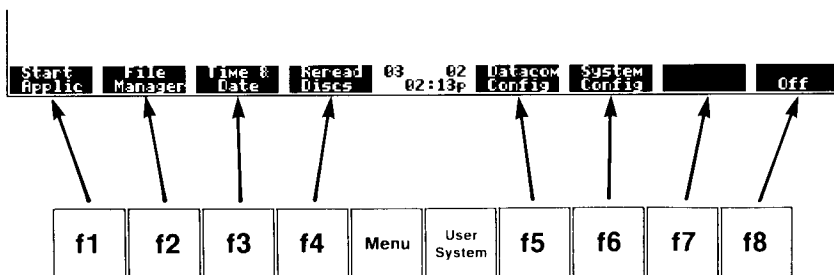 Start File Time & Reread 03 02 Datacom System
Applic Manager Date Discs 02:13p Config Config Off
f1 f2 f3 f4 Menu User System f5 f6 f7 f8